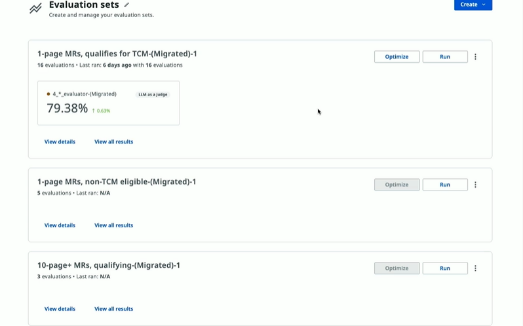 Evaluation sets
Create and manage your evaluation sets.
Create
1-page MRs, qualifies for TCM-(Migrated)-1
Optimize
Run
16 evaluations • Last ran: 6 days ago with 16 evaluations
4_*_evaluator-(Migrated)
LLM as a judge
79.38%
↑ 0.63%
View details
View all results
1-page MRs, non-TCM eligible-(Migrated)-1
Optimize
Run
5 evaluations • Last ran: N/A
View details
View all results
10-page+ MRs, qualifying-(Migrated)-1
Optimize
Run
3 evaluations • Last ran: N/A
View details
View all results